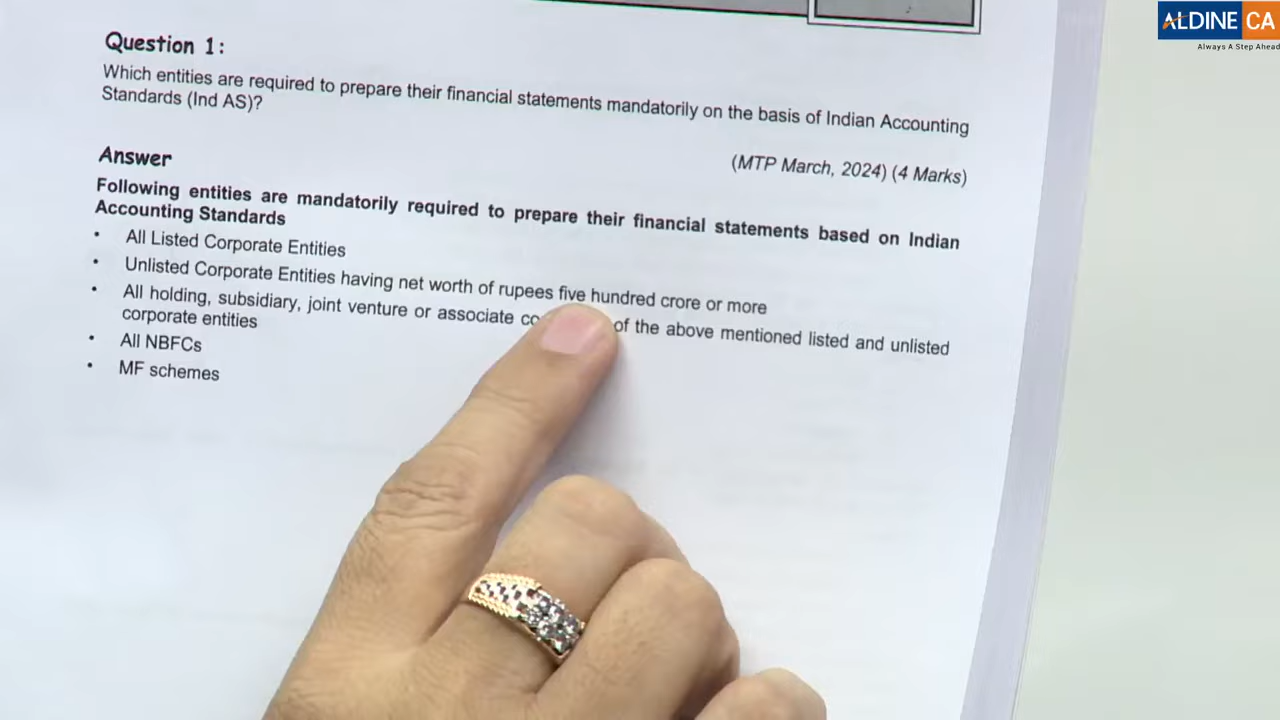 ALDINE CA
Always A Step Ahead
Question 1:
Which entities are required to prepare their financial statements mandatorily on the basis of Indian Accounting
Standards (Ind AS)?
(MTP March, 2024) (4 Marks)
Answer
Following entities are mandatorily required to prepare their financial statements based on Indian
Accounting Standards
• All Listed Corporate Entities
• Unlisted Corporate Entities having net worth of rupees five hundred crore or more
• All holding, subsidiary, joint venture or associate of the above mentioned listed and unlisted
corporate entities
• All NBFCs
• MF schemes